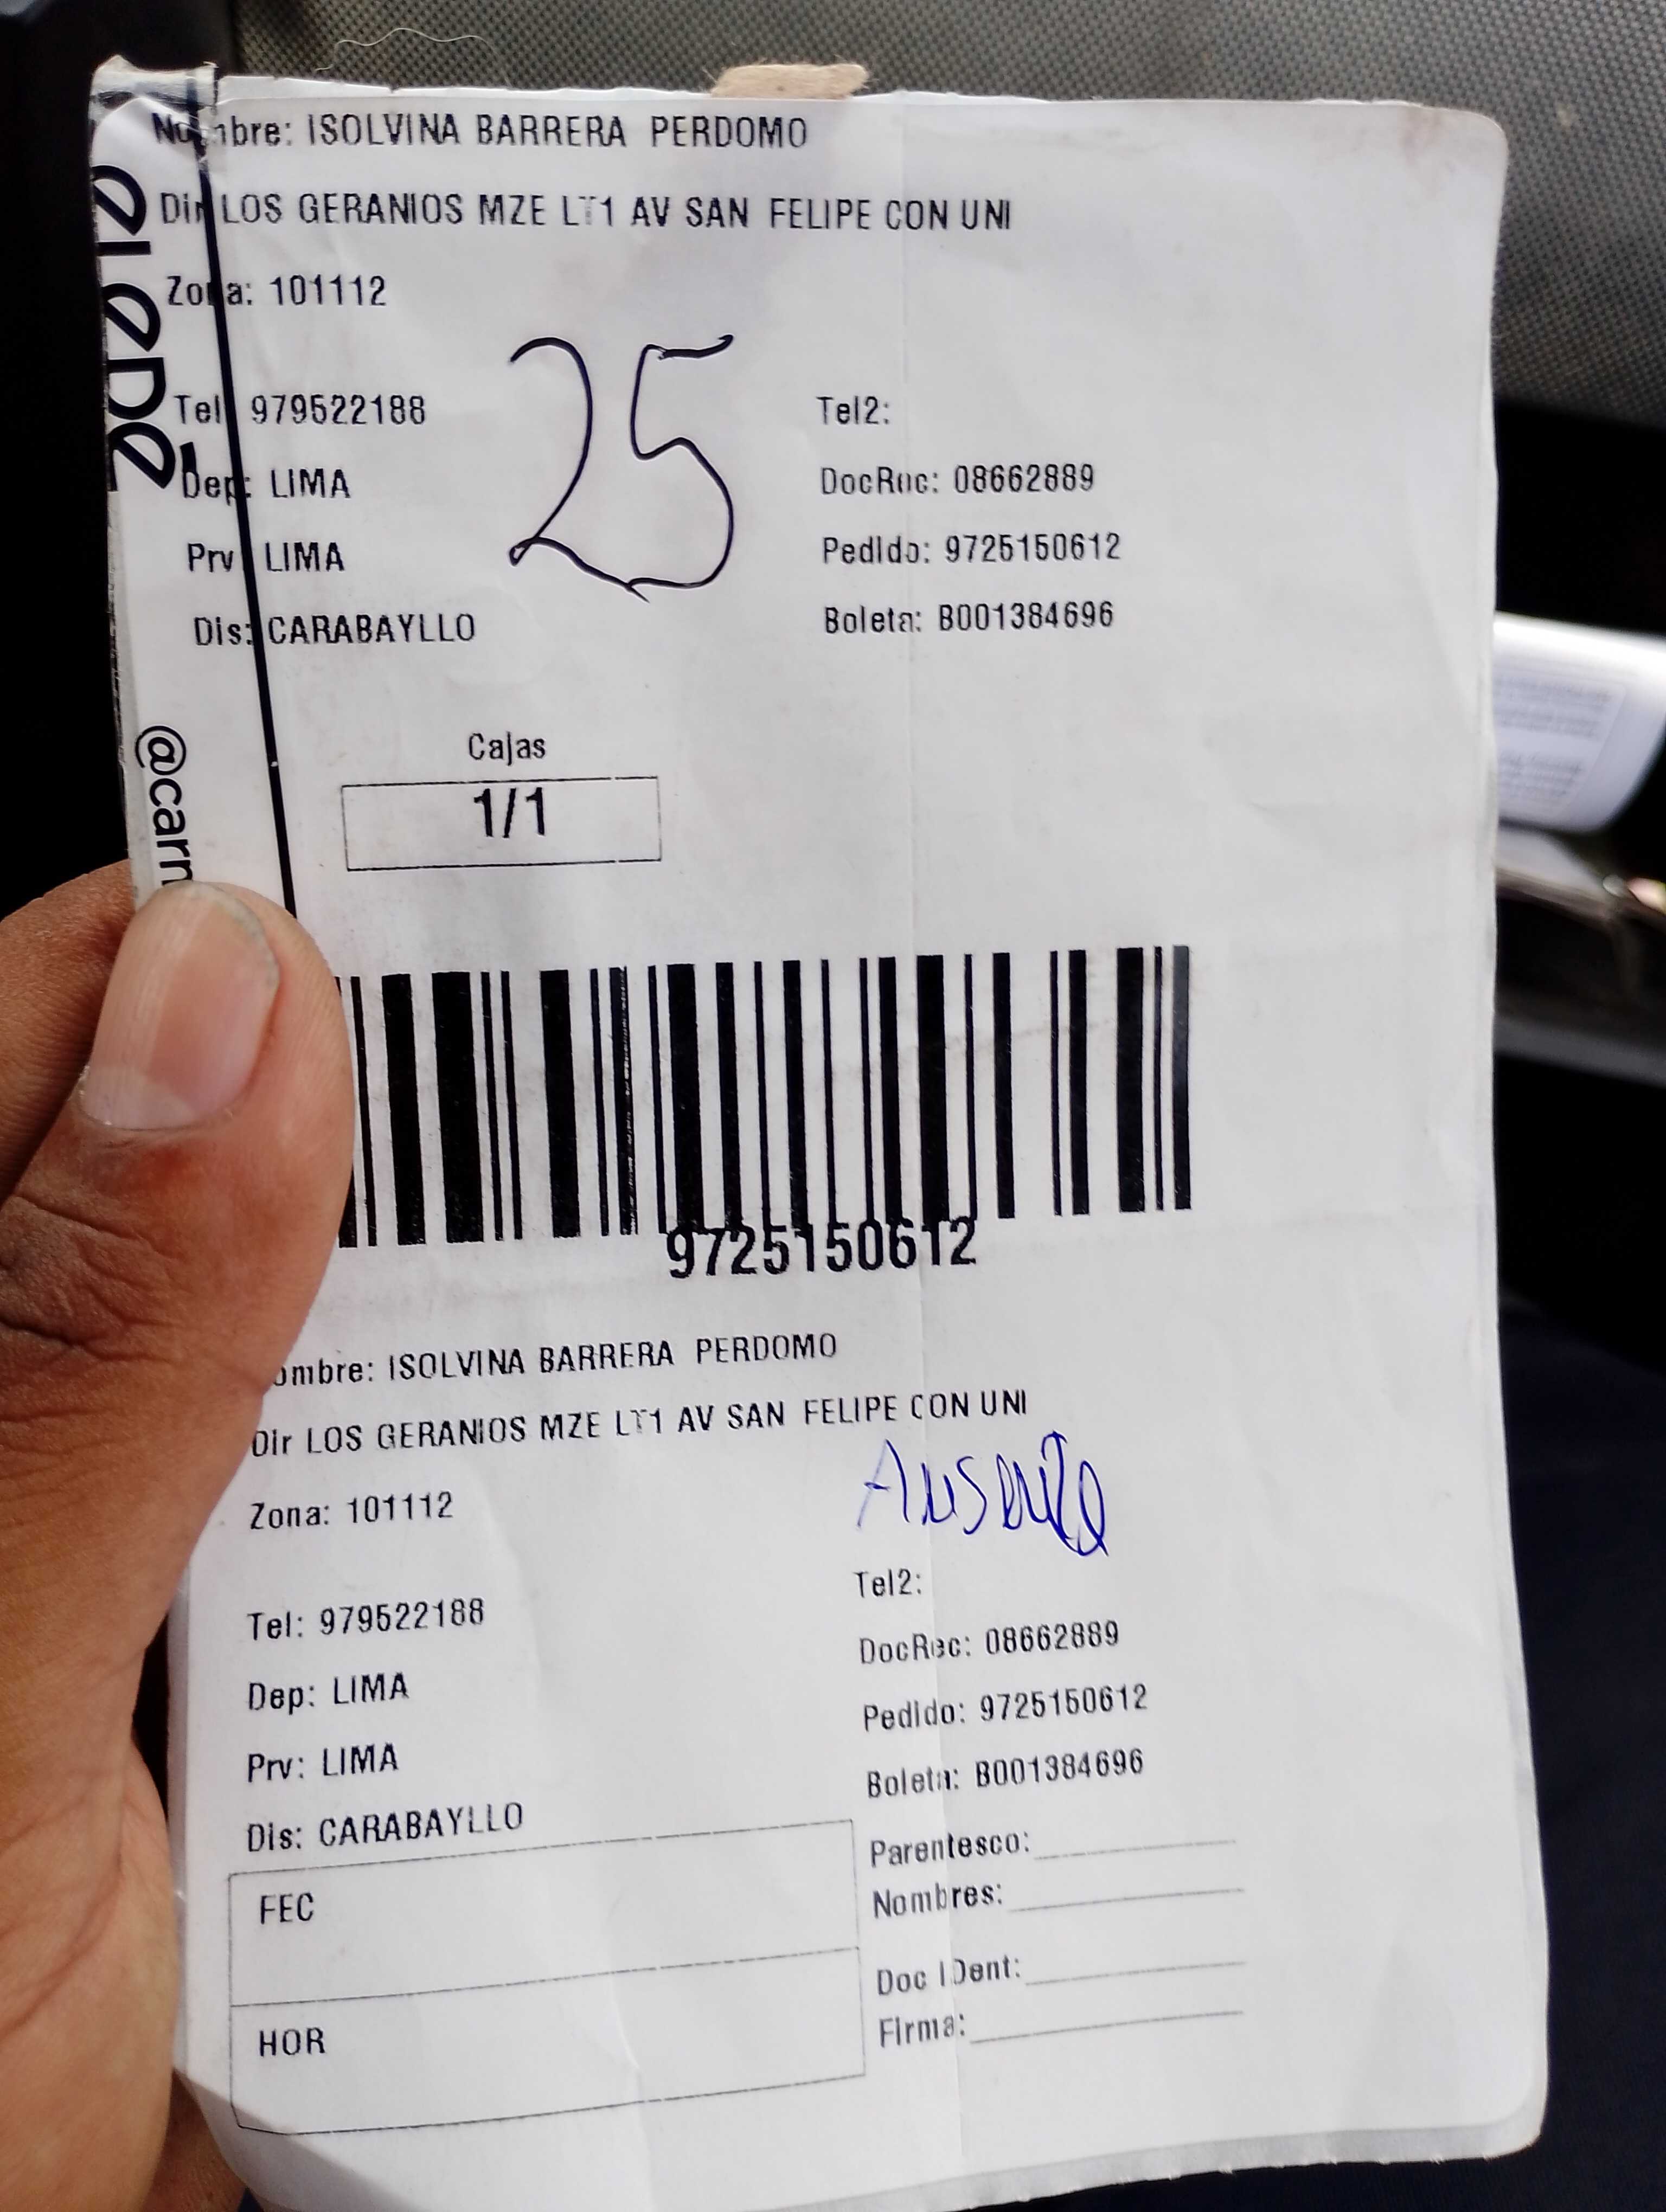 Nombre: ISOLVINA BARRERA PERDOMO
Dir LOS GERANIOS MZE LT1 AV SAN FELIPE CON UNI
Zona: 101112
25
Tel: 979522188
Tel2:
Dep: LIMA
DocRec: 08662889
Prv: LIMA
Pedido: 9725150612
Dis: CARABAYLLO
Boleta: B001384696
Cajas
1/1
@carm
9725150612
ombre: ISOLVINA BARRERA PERDOMO
Dir LOS GERANIOS MZE LT1 AV SAN FELIPE CON UNI
Ausente
Zona: 101112
Tel2:
Tel: 979522188
DocRec: 08662889
Dep: LIMA
Pedido: 9725150612
Prv: LIMA
Boleta: B001384696
Dis: CARABAYLLO
Parentesco:
Nombres:
FEC
Doc IDent:
Firma:
HOR